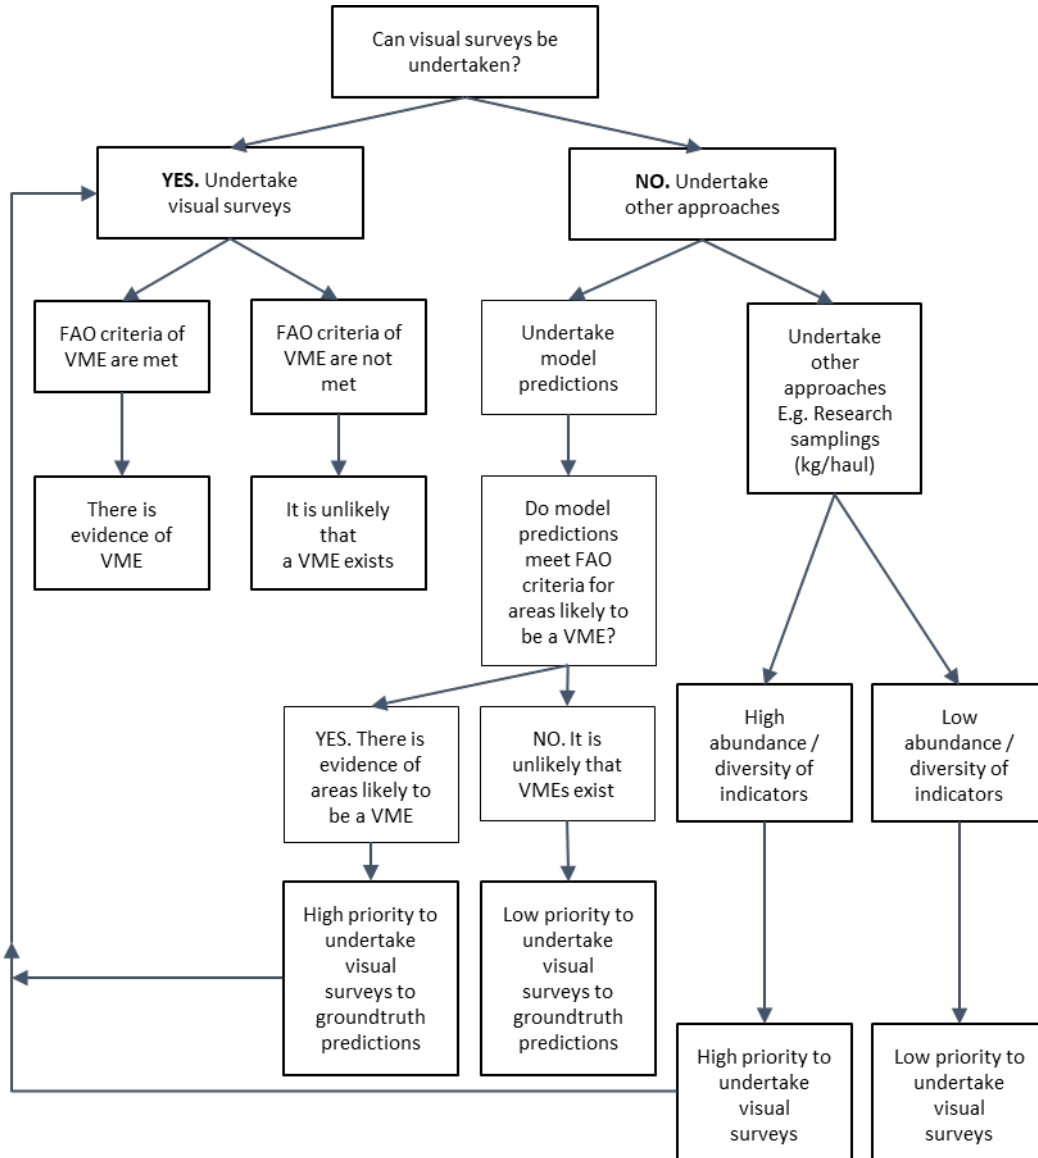 Can visual surveys be
undertaken?
YES. Undertake
visual surveys
NO. Undertake
other approaches
FAO criteria of
VME are met
FAO criteria of
VME are not
met
Undertake
model
predictions
Undertake
other
approaches
E.g. Research
samplings
(kg/haul)
There is
evidence of
VME
It is unlikely
that
a VME exists
Do model
predictions
meet FAO
criteria for
areas likely to
be a VME?
YES. There is
evidence of
areas likely to
be a VME
NO. It is
unlikely that
VMEs exist
High
abundance /
diversity of
indicators
Low
abundance /
diversity of
indicators
High priority to
undertake
visual
surveys to
groundtruth
predictions
Low priority to
undertake
visual
surveys to
groundtruth
predictions
High priority to
undertake
visual
surveys
Low priority to
undertake
visual
surveys